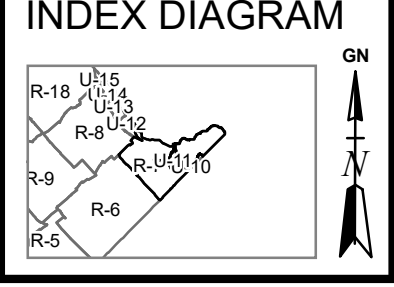 INDEX DIAGRAM
GN
U-15
R-18
U-14
U-13
R-8
U-12
U-11
U-10
R-9
R-6
R-5
N